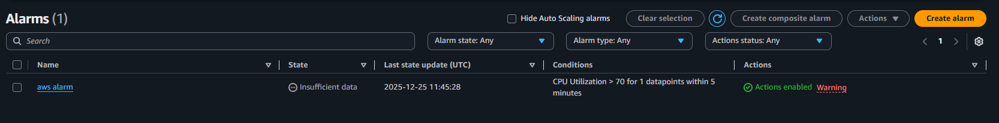 Alarms (1)
Hide Auto Scaling alarms
Clear selection
Create composite alarm
Actions
Create alarm
Search
Alarm state: Any
Alarm type: Any
Actions status: Any
1
Name
State
Last state update (UTC)
Conditions
Actions
aws alarm
Insufficient data
2025-12-25 11:45:28
CPU Utilization > 70 for 1 datapoints within 5
minutes
Actions enabled
Warning